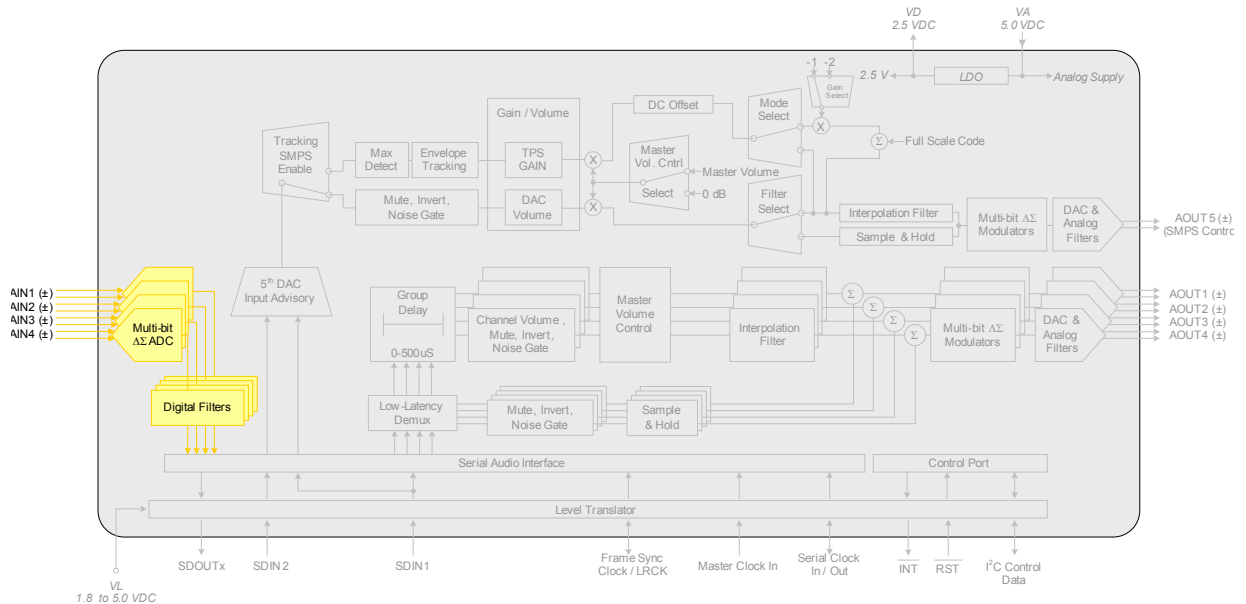 VD
2.5 VDC
VA
5.0 VDC
-1 -2
Gain
Select
2.5 V
LDO
Analog Supply
Mode
Select
DC Offset
Gain / Volume
Tracking
SMPS
Enable
Max
Detect
Envelope
Tracking
TPS
GAIN
X
Master
Vol. Cntrl
Select
Master Volume
0 dB
X
Σ
Full Scale Code
Mute, Invert,
Noise Gate
DAC
Volume
X
Filter
Select
Interpolation Filter
Sample & Hold
Multi-bit ΔΣ
Modulators
DAC &
Analog
Filters
AOUT5 (±)
(SMPS Control
5th DAC
Input Advisory
AIN1 (±)
AIN2 (±)
AIN3 (±)
AIN4 (±)
Multi-bit
ΔΣ ADC
Digital Filters
Group
Delay
0-500uS
Channel Volume ,
Mute, Invert,
Noise Gate
Master
Volume
Control
Interpolation
Filter
Σ
Σ
Σ
Σ
Multi-bit ΔΣ
Modulators
DAC &
Analog
Filters
AOUT1 (±)
AOUT2 (±)
AOUT3 (±)
AOUT4 (±)
Low-Latency
Demux
Mute, Invert,
Noise Gate
Sample
& Hold
Serial Audio Interface
Control Port
Level Translator
VL
1.8 to 5.0 VDC
SDOUTx
SDIN2
SDIN1
Frame Sync
Clock / LRCK
Master Clock In
Serial Clock
In / Out
INT
RST
I2C Control
Data